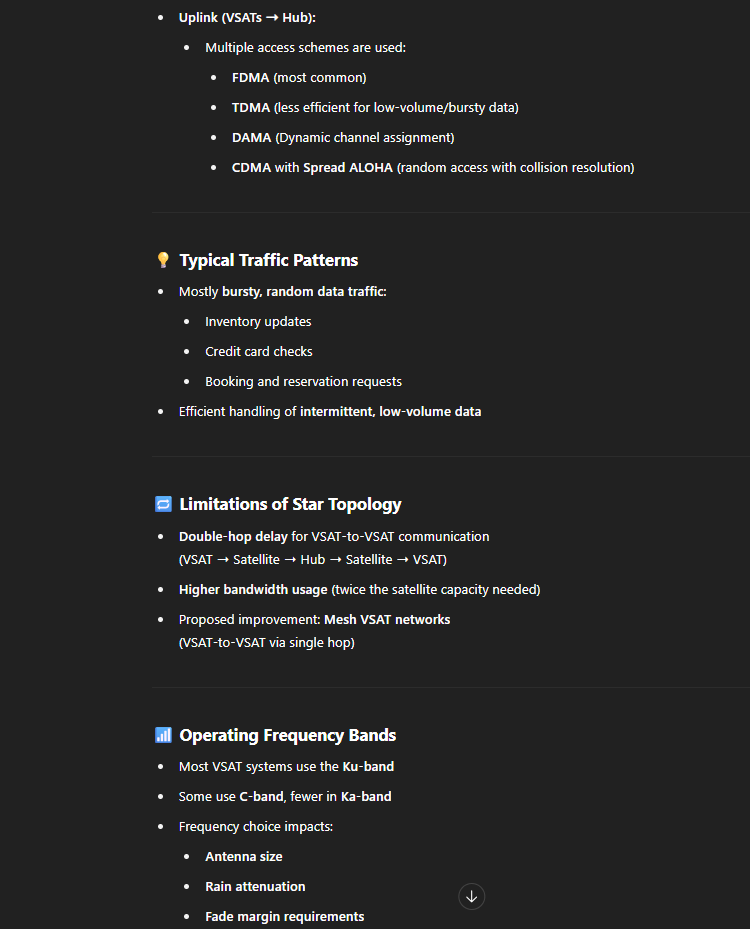 Uplink (VSATs → Hub):
Multiple access schemes are used:
FDMA (most common)
TDMA (less efficient for low-volume/bursty data)
DAMA (Dynamic channel assignment)
CDMA with Spread ALOHA (random access with collision resolution)
💡 Typical Traffic Patterns
Mostly bursty, random data traffic:
Inventory updates
Credit card checks
Booking and reservation requests
Efficient handling of intermittent, low-volume data
🔁 Limitations of Star Topology
Double-hop delay for VSAT-to-VSAT communication
(VSAT → Satellite → Hub → Satellite → VSAT)
Higher bandwidth usage (twice the satellite capacity needed)
Proposed improvement: Mesh VSAT networks
(VSAT-to-VSAT via single hop)
📶 Operating Frequency Bands
Most VSAT systems use the Ku-band
Some use C-band, fewer in Ka-band
Frequency choice impacts:
Antenna size
Rain attenuation
Fade margin requirements